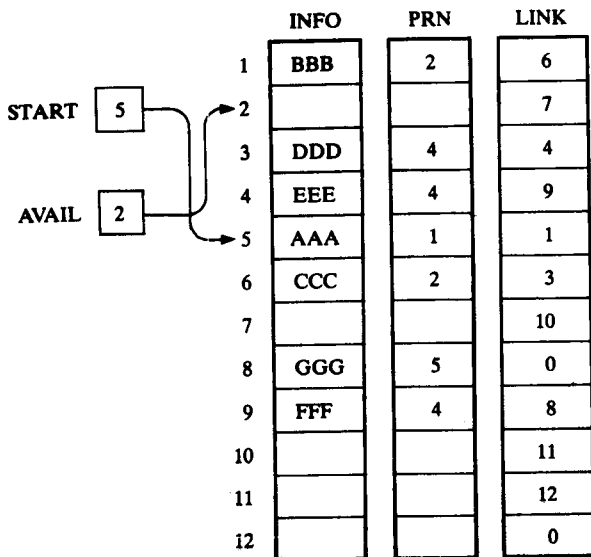 INFO PRN LINK
1 BBB 2 6
START 5 2 7
3 DDD 4 4
4 EEE 4 9
AVAIL 2 5 AAA 1 1
6 CCC 2 3
7 10
8 GGG 5 0
9 FFF 4 8
10 11
11 12
12 0